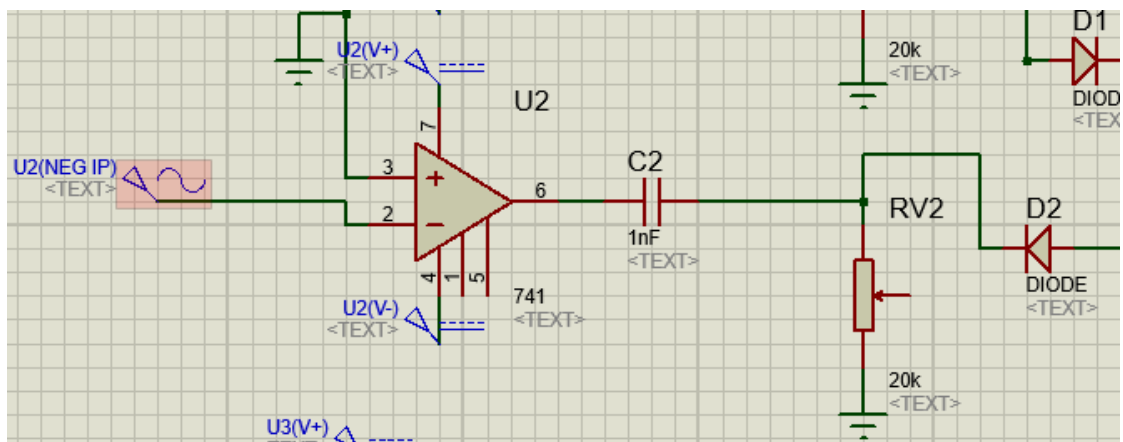 D1
U2(V+)
<TEXT>
20k
<TEXT>
U2
DIOD
<TEX
7
U2(NEG IP)
<TEXT>
3
+
C2
6
2
−
RV2
D2
1nF
<TEXT>
4
1
5
DIODE
<TEXT>
741
<TEXT>
U2(V-)
<TEXT>
20k
<TEXT>
U3(V+)